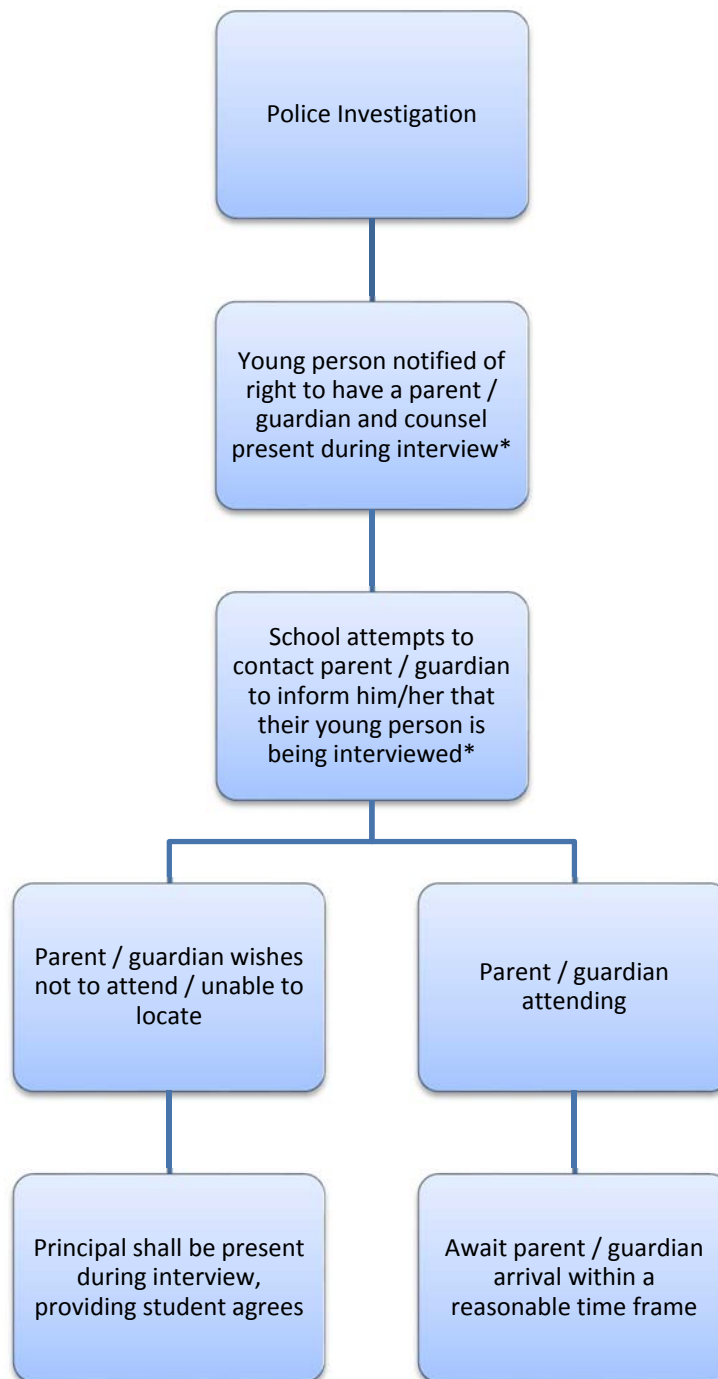 Police Investigation
Young person notified of
right to have a parent /
guardian and counsel
present during interview*
School attempts to
contact parent / guardian
to inform him/her that
their young person is
being interviewed*
Parent / guardian wishes
not to attend / unable to
locate
Parent / guardian
attending
Principal shall be present
during interview,
providing student agrees
Await parent / guardian
arrival within a
reasonable time frame